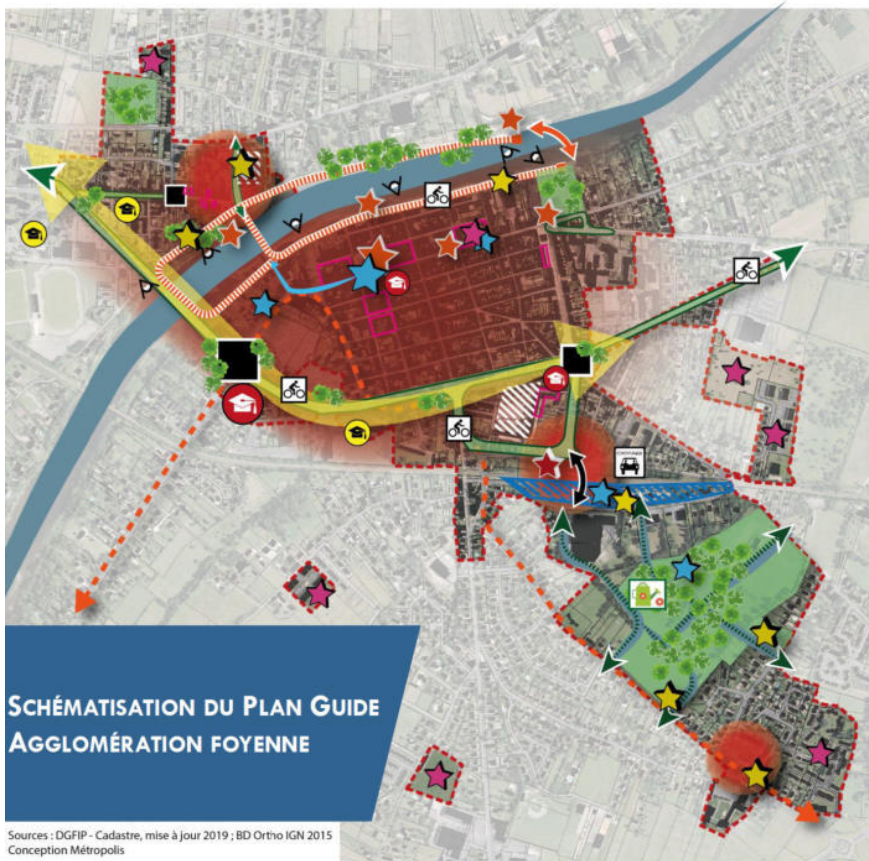 SCHÉMATISATION DU PLAN GUIDE
AGGLOMÉRATION FOYENNE
Sources : DGFIP - Cadastre, mise à jour 2019 ; BD Ortho IGN 2015
Conception Métropolis